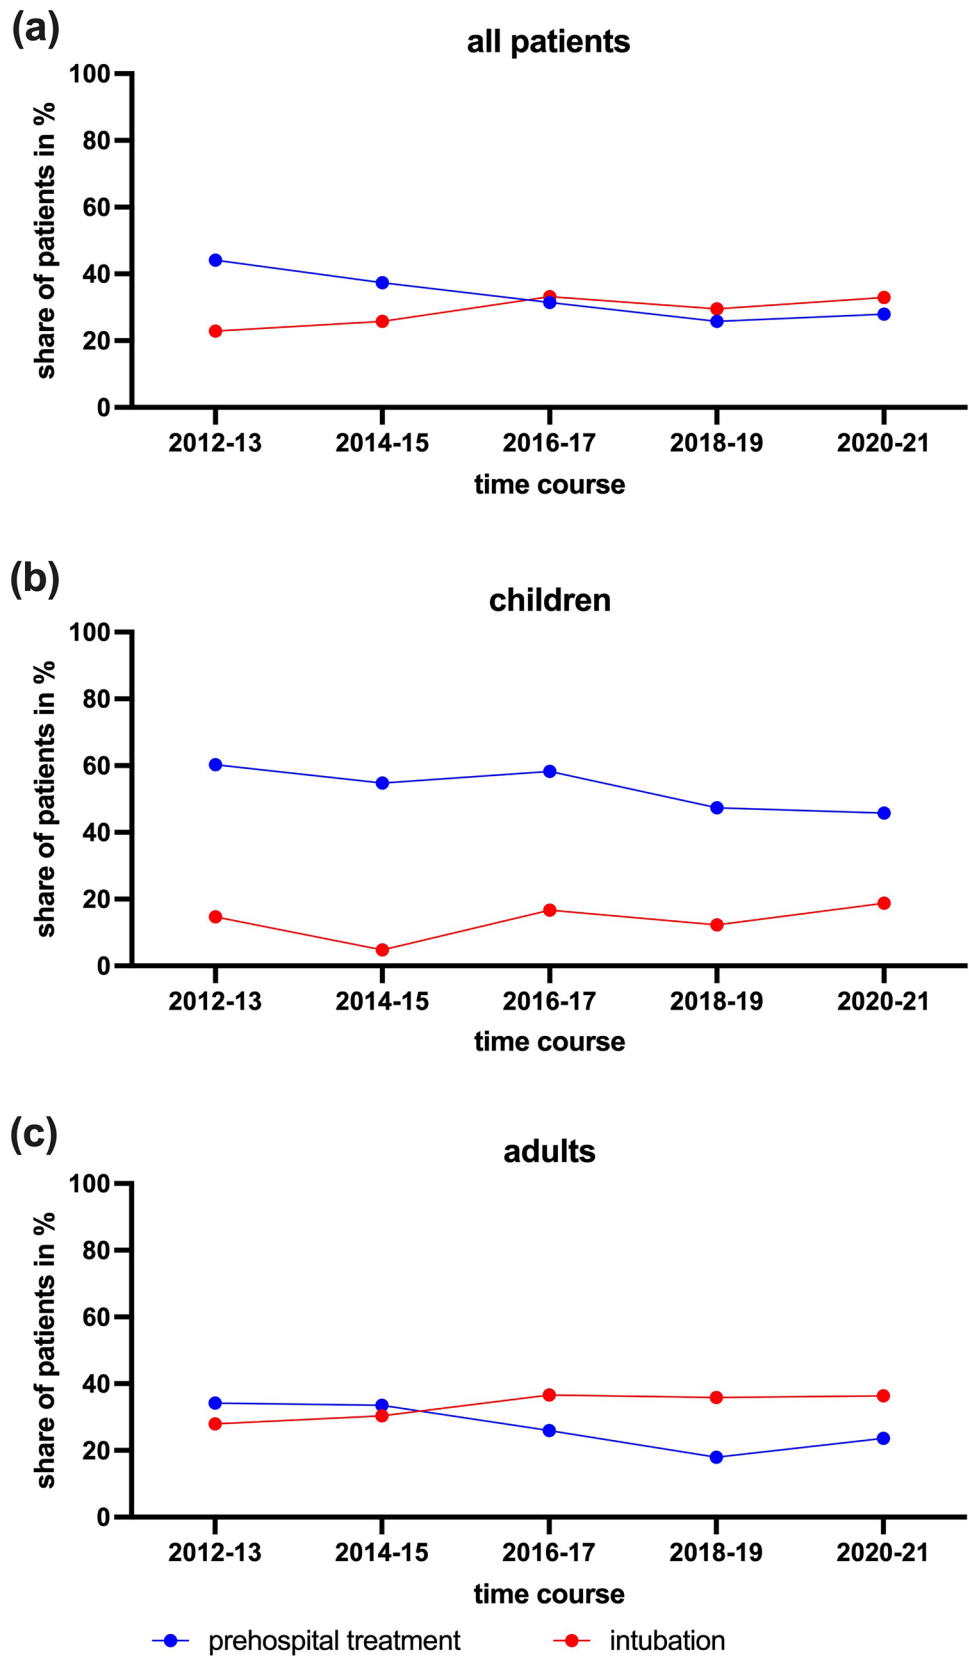 (a)
all patients
share of patients in %
100
80
60
40
20
0
2012-13 2014-15 2016-17 2018-19 2020-21
time course
(b)
children
share of patients in %
100
80
60
40
20
0
2012-13 2014-15 2016-17 2018-19 2020-21
time course
(c)
adults
share of patients in %
100
80
60
40
20
0
2012-13 2014-15 2016-17 2018-19 2020-21
time course
prehospital treatment intubation